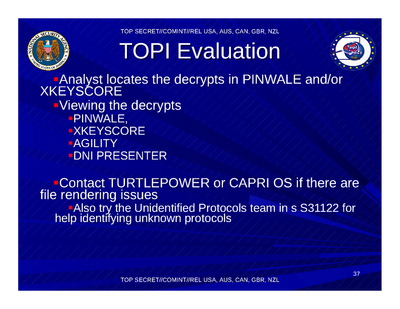 TOP SECRET//COMINT//REL USA, AUS, CAN, GBR, NZL
TOPI Evaluation
▪Analyst locates the decrypts in PINWALE and/or
XKEYSCORE
▪Viewing the decrypts
▪PINWALE,
▪XKEYSCORE
▪AGILITY
▪DNI PRESENTER
▪Contact TURTLEPOWER or CAPRI OS if there are
file rendering issues
▪Also try the Unidentified Protocols team in s S31122 for
help identifying unknown protocols
37
TOP SECRET//COMINT//REL USA, AUS, CAN, GBR, NZL